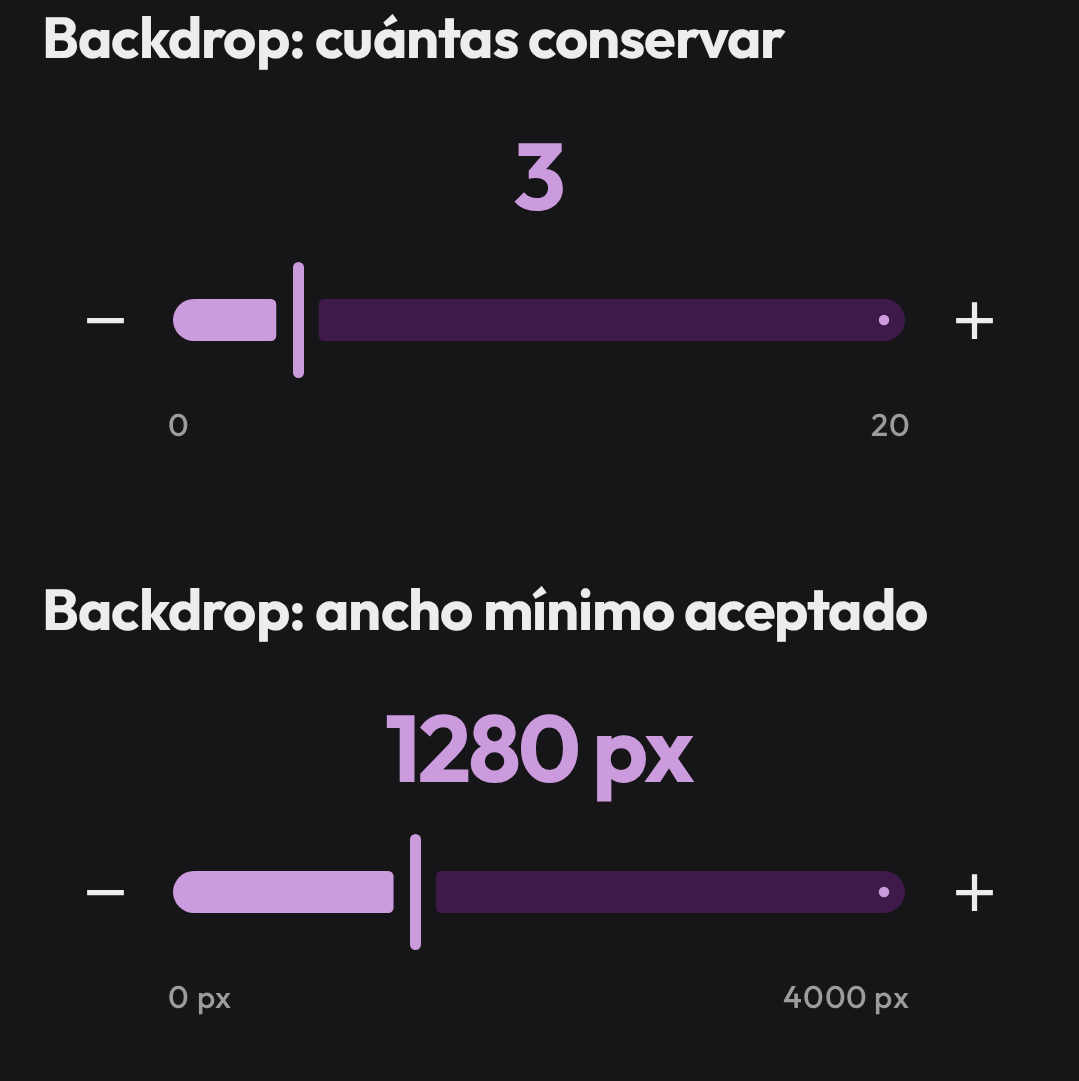 Backdrop: cuántas conservar
3
0 20
Backdrop: ancho mínimo aceptado
1280 px
0 px 4000 px